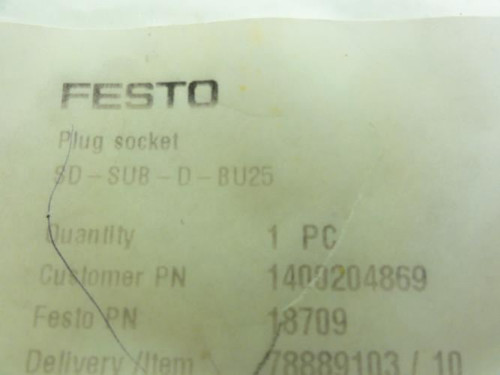 FESTO
Plug socket
SD-SUB-D-BU25
Quantity 1 PC
Customer PN 1400204869
Festo PN 18709
Delivery /Item 78889103 / 10